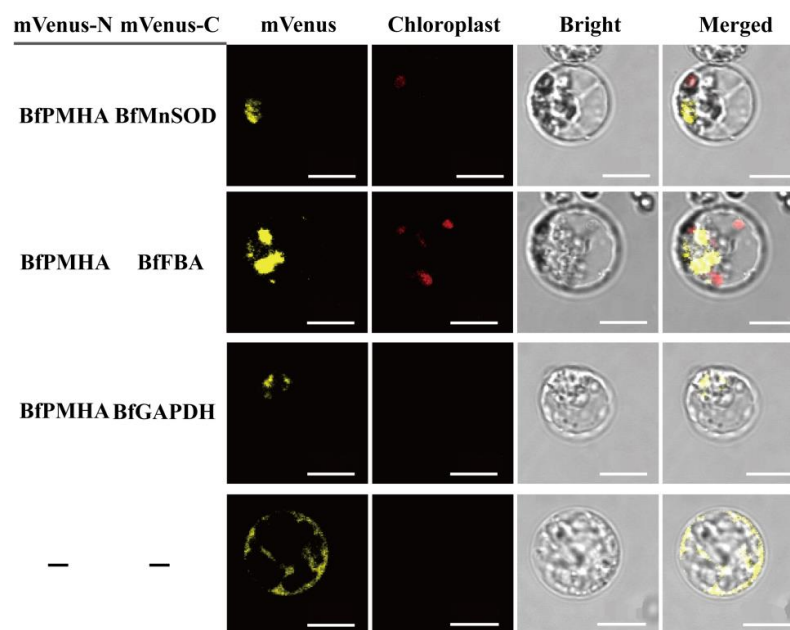 mVenus-N mVenus-C mVenus Chloroplast Bright Merged
BfPMHA BfMnSOD
BfPMHA BfFBA
BfPMHA BfGAPDH
– –